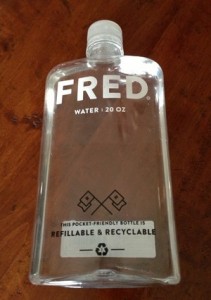 FRED®
WATER : 20 OZ
THIS POCKET-FRIENDLY BOTTLE IS
REFILLABLE & RECYCLABLE